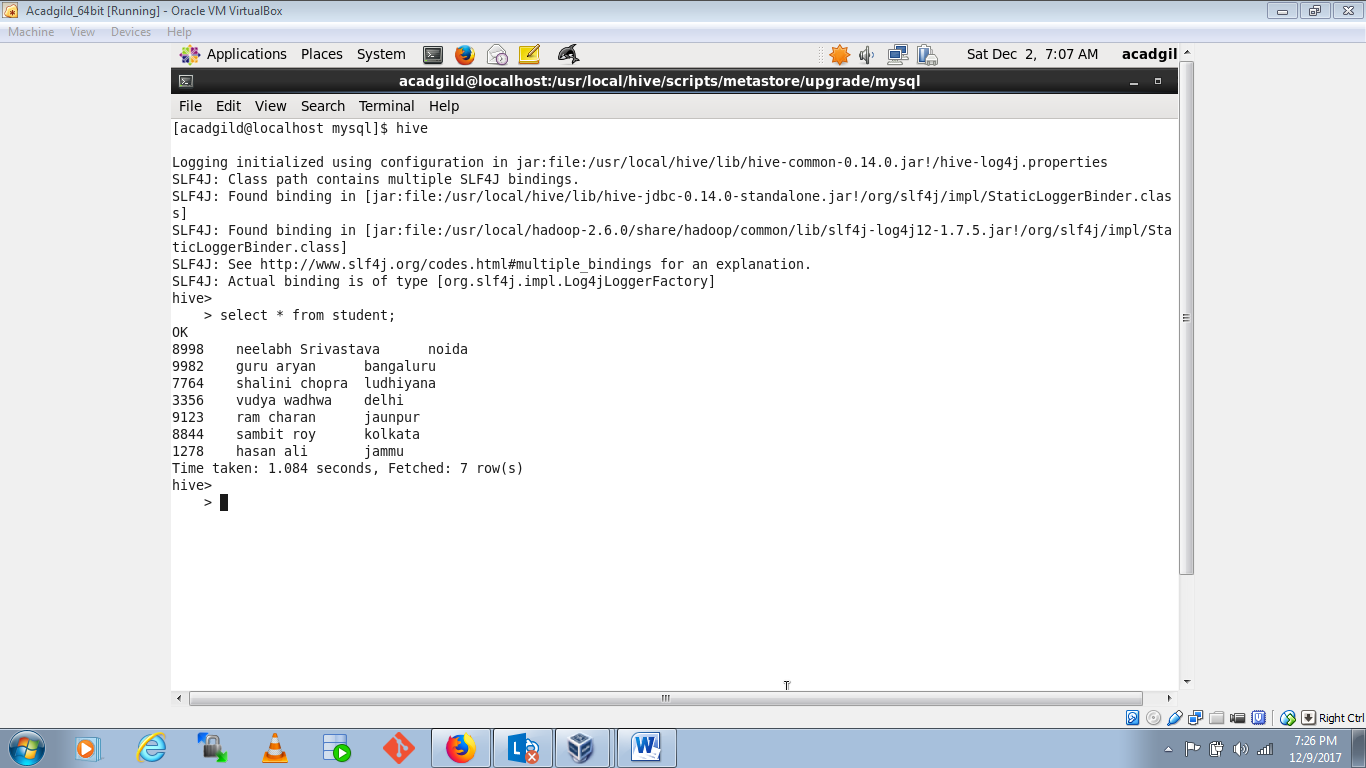 Acadgild_64bit [Running] - Oracle VM VirtualBox
Machine View Devices Help
Applications Places System Sat Dec 2, 7:07 AM acadgil
acadgild@localhost:/usr/local/hive/scripts/metastore/upgrade/mysql
File Edit View Search Terminal Help
[acadgild@localhost mysql]$ hive
Logging initialized using configuration in jar:file:/usr/local/hive/lib/hive-common-0.14.0.jar!/hive-log4j.properties
SLF4J: Class path contains multiple SLF4J bindings.
SLF4J: Found binding in [jar:file:/usr/local/hive/lib/hive-jdbc-0.14.0-standalone.jar!/org/slf4j/impl/StaticLoggerBinder.clas
s]
SLF4J: Found binding in [jar:file:/usr/local/hadoop-2.6.0/share/hadoop/common/lib/slf4j-log4j12-1.7.5.jar!/org/slf4j/impl/Sta
ticLoggerBinder.class]
SLF4J: See http://www.slf4j.org/codes.html#multiple_bindings for an explanation.
SLF4J: Actual binding is of type [org.slf4j.impl.Log4jLoggerFactory]
hive>
> select * from student;
OK
8998 neelabh Srivastava noida
9982 guru aryan bangaluru
7764 shalini chopra ludhiyana
3356 vudya wadhwa delhi
9123 ram charan jaunpur
8844 sambit roy kolkata
1278 hasan ali jammu
Time taken: 1.084 seconds, Fetched: 7 row(s)
hive>
>
Right Ctrl
7:26 PM
12/9/2017